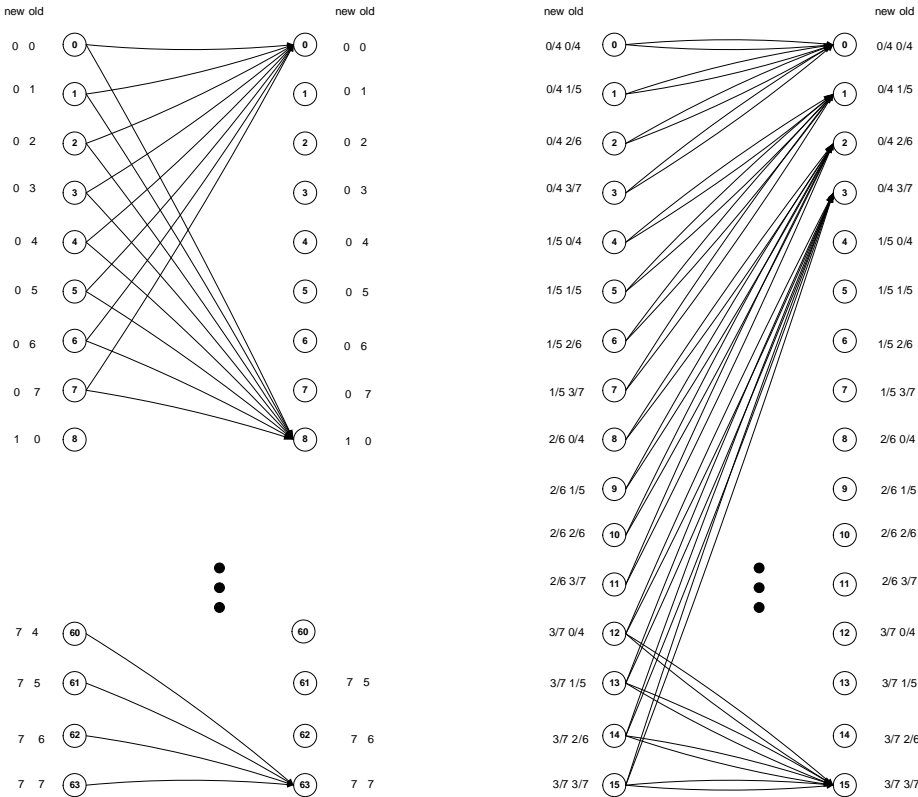 new old new old new old new old
0 0 0 0 0 0 0/4 0/4 0 0 0/4 0/4
0 1 1 1 0 1 0/4 1/5 1 1 0/4 1/5
0 2 2 2 0 2 0/4 2/6 2 2 0/4 2/6
0 3 3 3 0 3 0/4 3/7 3 3 0/4 3/7
0 4 4 4 0 4 1/5 0/4 4 4 1/5 0/4
0 5 5 5 0 5 1/5 1/5 5 5 1/5 1/5
0 6 6 6 0 6 1/5 2/6 6 6 1/5 2/6
0 7 7 7 0 7 1/5 3/7 7 7 1/5 3/7
1 0 8 8 1 0 2/6 0/4 8 8 2/6 0/4
2/6 1/5 9 9 2/6 1/5
2/6 2/6 10 10 2/6 2/6
2/6 3/7 11 11 2/6 3/7
7 4 60 60 3/7 0/4 12 12 3/7 0/4
7 5 61 61 7 5 3/7 1/5 13 13 3/7 1/5
7 6 62 62 7 6 3/7 2/6 14 14 3/7 2/6
7 7 63 63 7 7 3/7 3/7 15 15 3/7 3/7